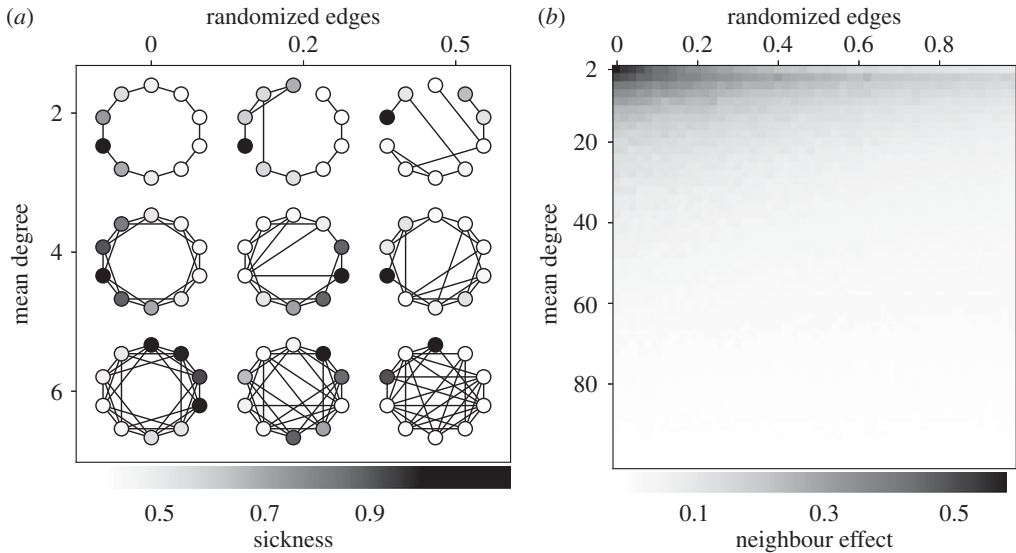 (a)
randomized edges
0 0.2 0.5
mean degree
2
4
6
0.5 0.7 0.9
sickness
(b)
randomized edges
0 0.2 0.4 0.6 0.8
mean degree
2
20
40
60
80
0.1 0.3 0.5
neighbour effect